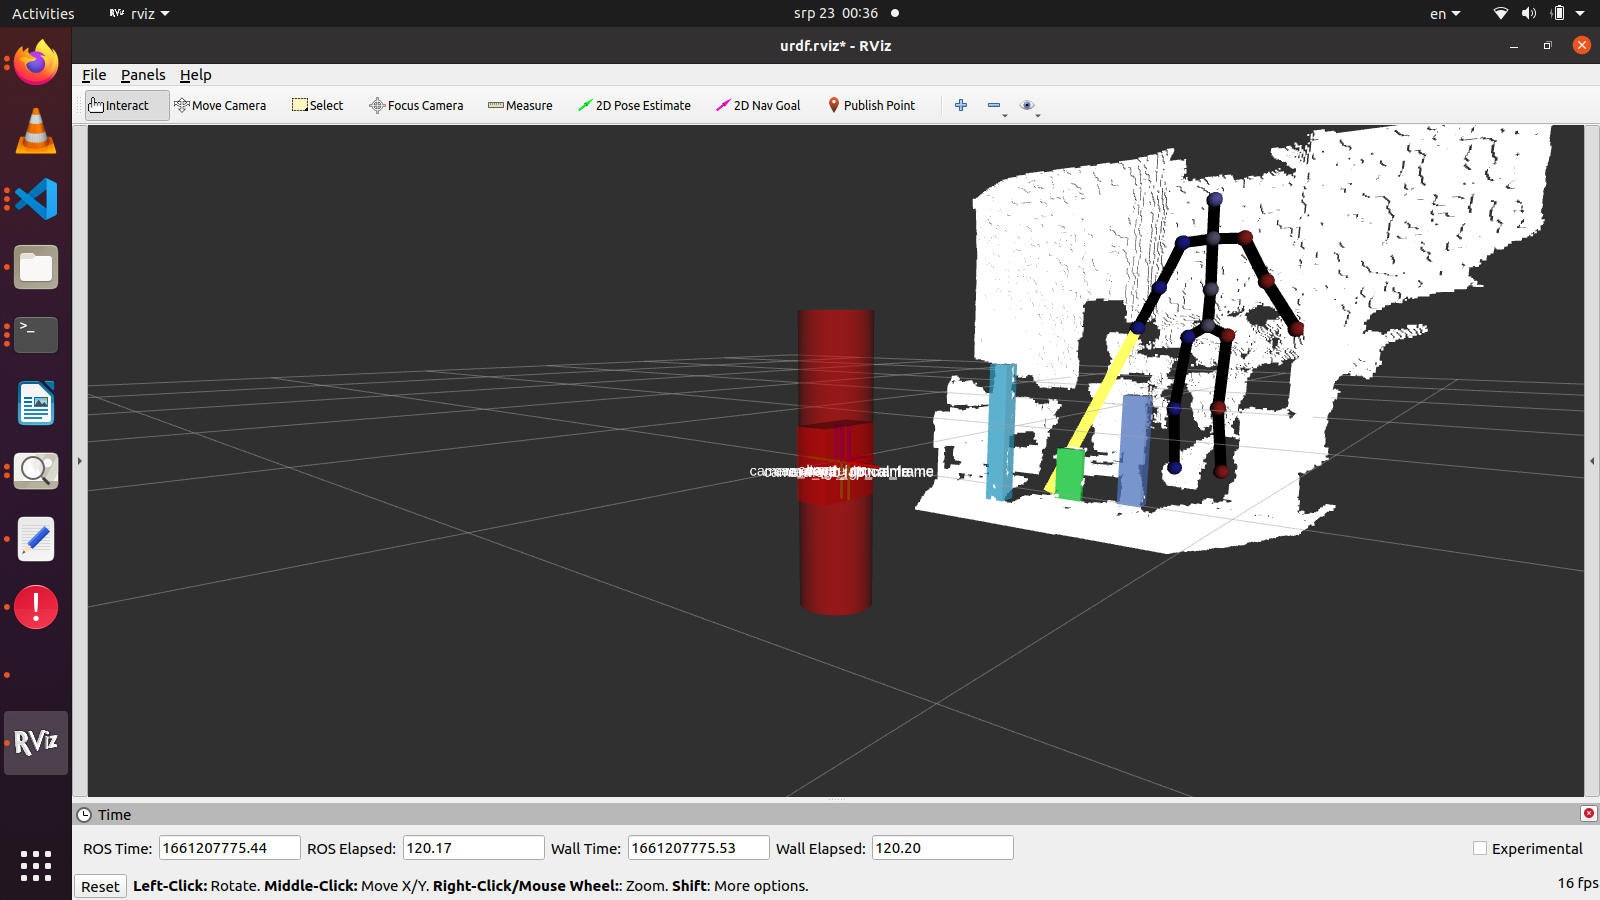 Activities RViz rviz srp 23 00:36 en
urdf.rviz* - RViz
File Panels Help
Interact Move Camera Select Focus Camera Measure 2D Pose Estimate 2D Nav Goal Publish Point
>_
RViz
Time
ROS Time: 1661207775.44 ROS Elapsed: 120.17 Wall Time: 1661207775.53 Wall Elapsed: 120.20 Experimental
Reset Left-Click: Rotate. Middle-Click: Move X/Y. Right-Click/Mouse Wheel:: Zoom. Shift: More options. 16 fps